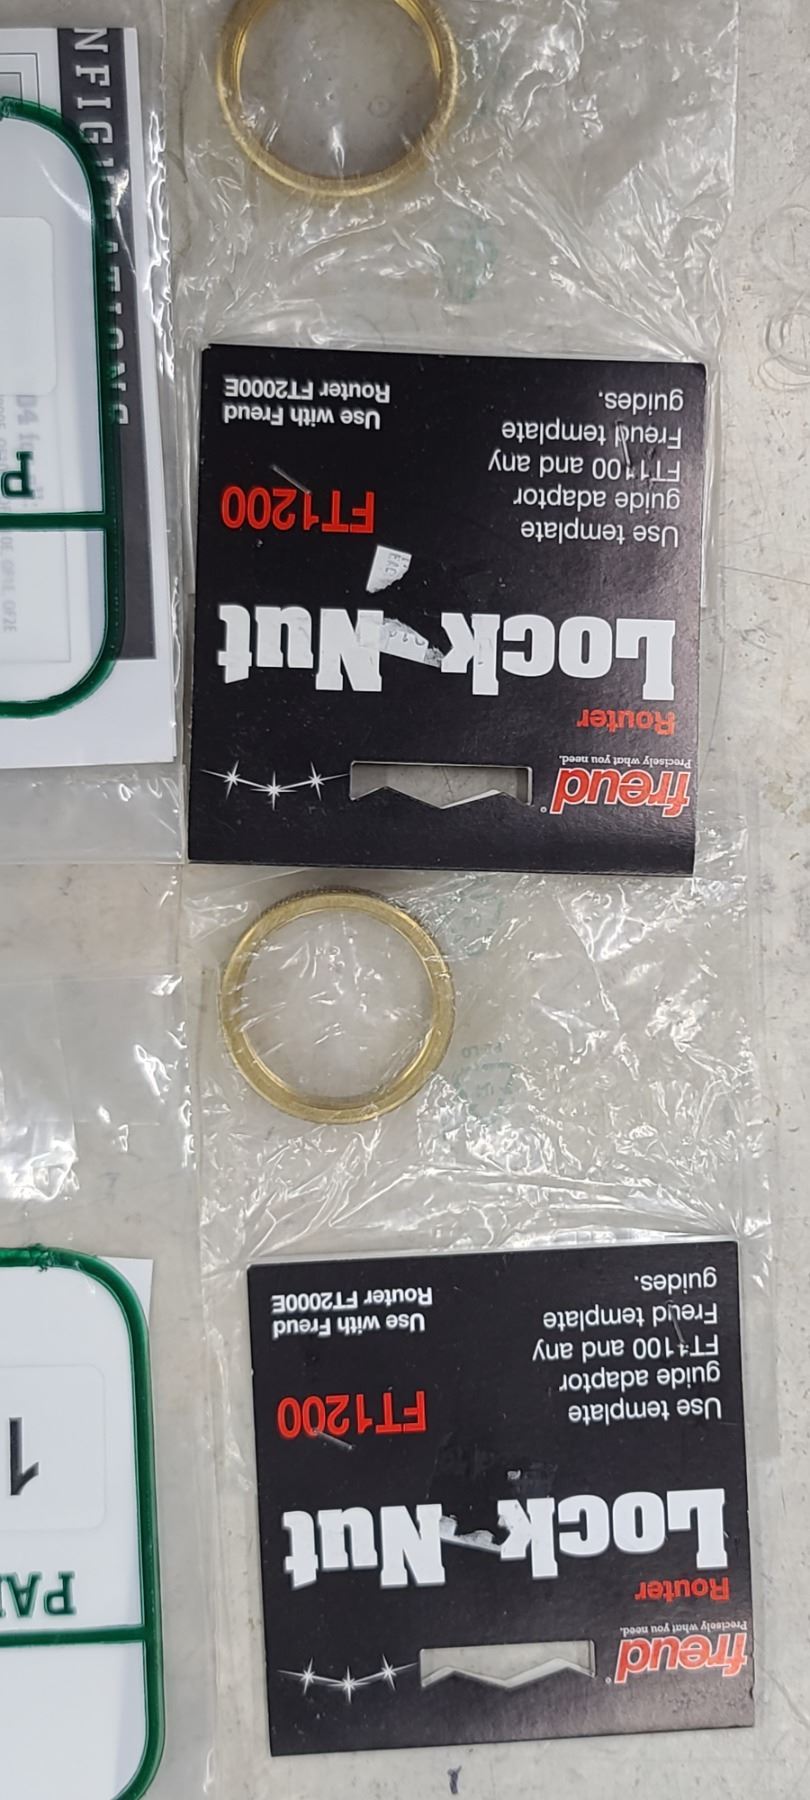 freud
Precisely what you need.
Router
Lock Nut
FT1200
Use template
guide adaptor
FT1100 and any
Freud template
guides.
Use with Freud
Router FT2000E
freud
Precisely what you need.
Router
Lock Nut
FT1200
Use template
guide adaptor
FT1100 and any
Freud template
guides.
Use with Freud
Router FT2000E
1